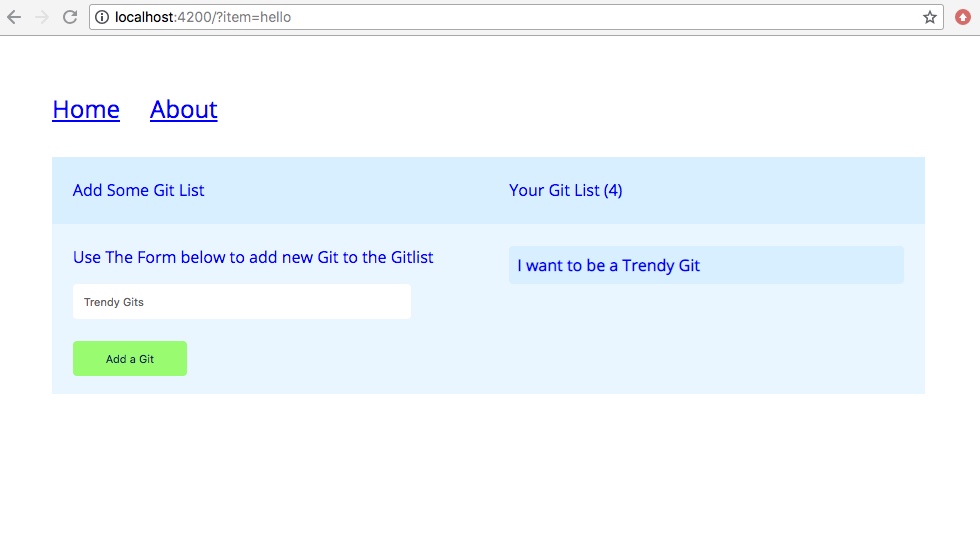 localhost:4200/?item=hello
Home About
Add Some Git List
Your Git List (4)
Use The Form below to add new Git to the Gitlist
Trendy Gits
Add a Git
I want to be a Trendy Git